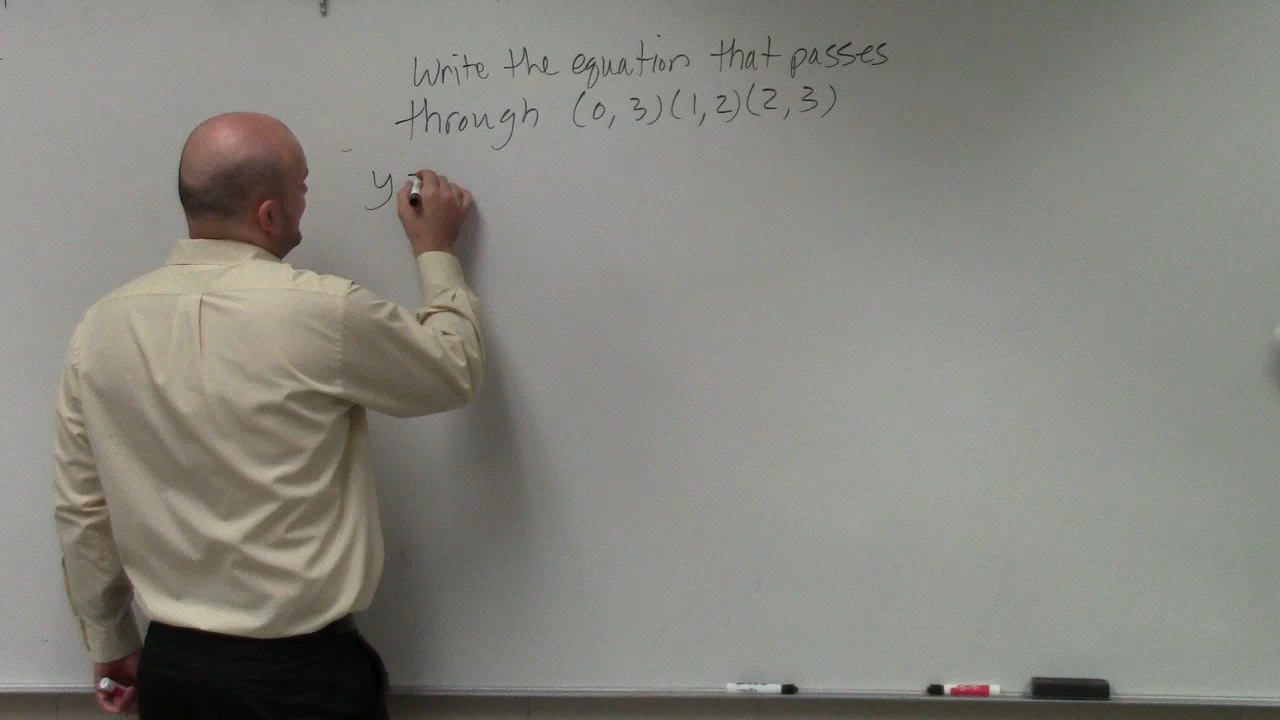 Write the equation that passes
through (0,3)(1,2)(2,3)
y =